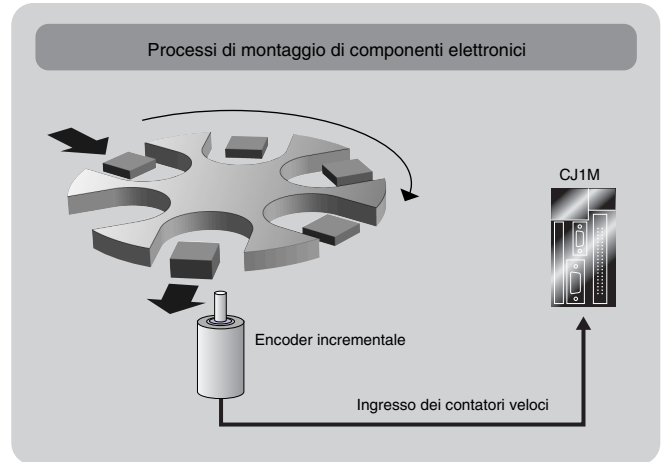 Processi di montaggio di componenti elettronici
CJ1M
Encoder incrementale
Ingresso dei contatori veloci